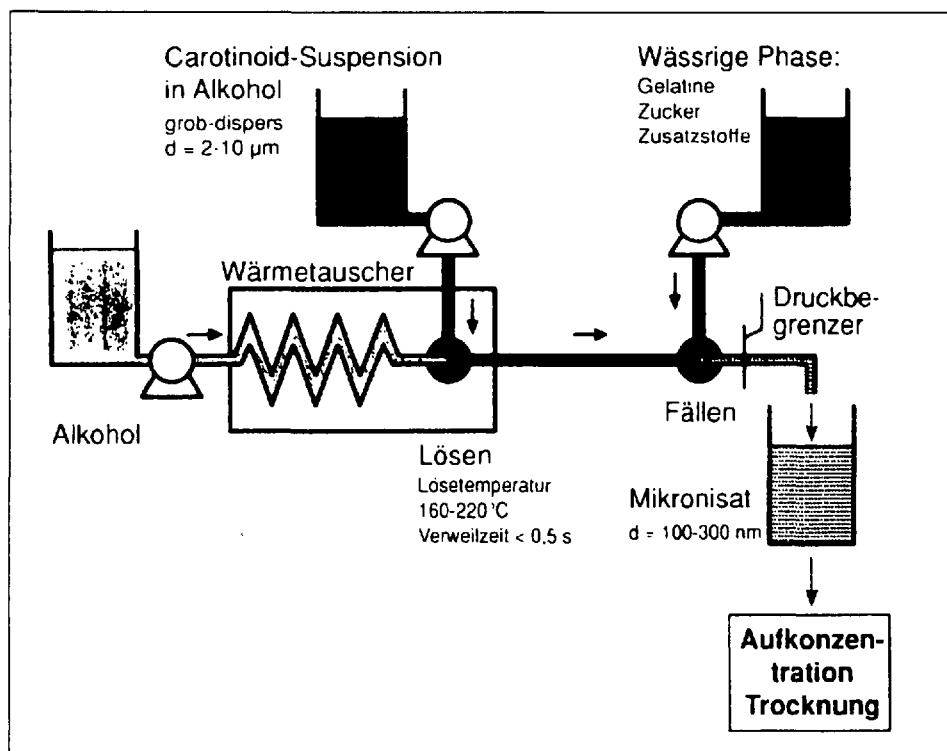 Carotinoid-Suspension
in Alkohol
grob-dispers
d = 2-10 µm
Wässrige Phase:
Gelatine
Zucker
Zusatzstoffe
Wärmetauscher
Druckbe-
grenzer
Alkohol
Lösen
Lösetemperatur
160-220 °C
Verweilzeit < 0,5 s
Fällen
Mikronisat
d = 100-300 nm
Aufkonzen-
tration
Trocknung